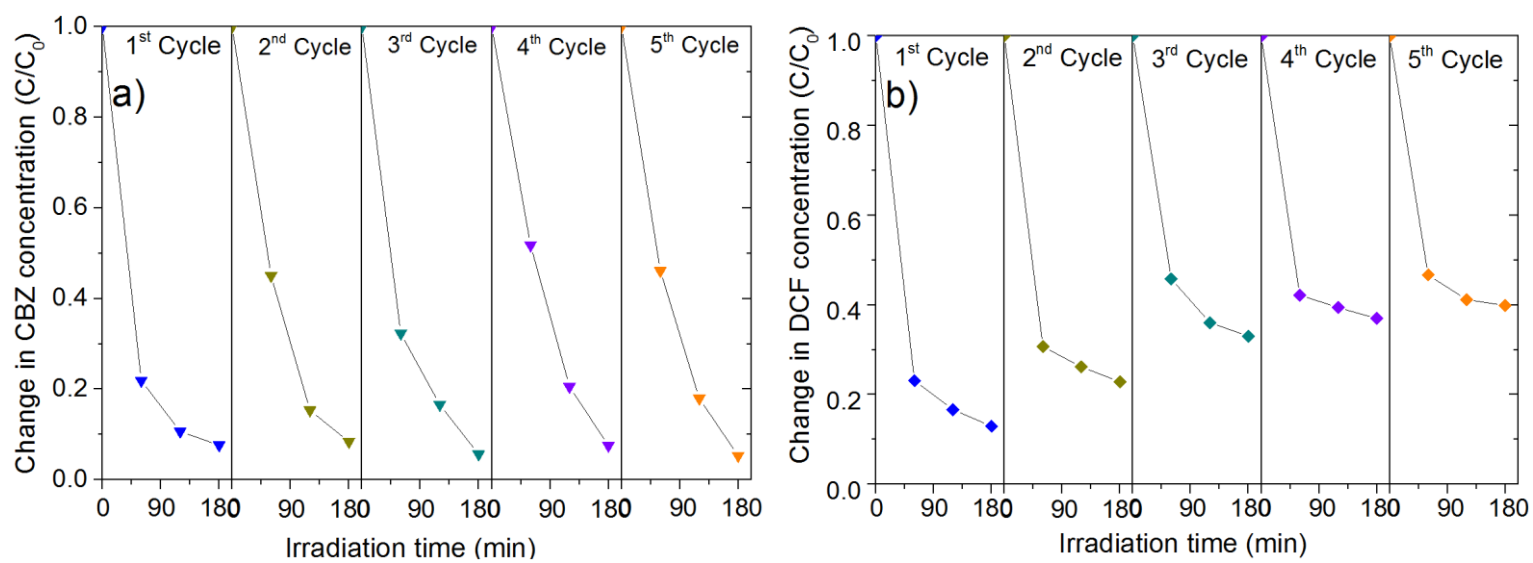 Change in CBZ concentration (C/C₀)
1.0
0.8
0.6
0.4
0.2
0.0
a)
1ˢᵗ Cycle
2ⁿᵈ Cycle
3ʳᵈ Cycle
4ᵗʰ Cycle
5ᵗʰ Cycle
0 90 180 0 90 180 0 90 180 0 90 180 0 90 180
Irradiation time (min)
Change in DCF concentration (C/C₀)
1.0
0.8
0.6
0.4
0.2
0.0
b)
1ˢᵗ Cycle
2ⁿᵈ Cycle
3ʳᵈ Cycle
4ᵗʰ Cycle
5ᵗʰ Cycle
0 90 180 0 90 180 0 90 180 0 90 180 0 90 180
Irradiation time (min)